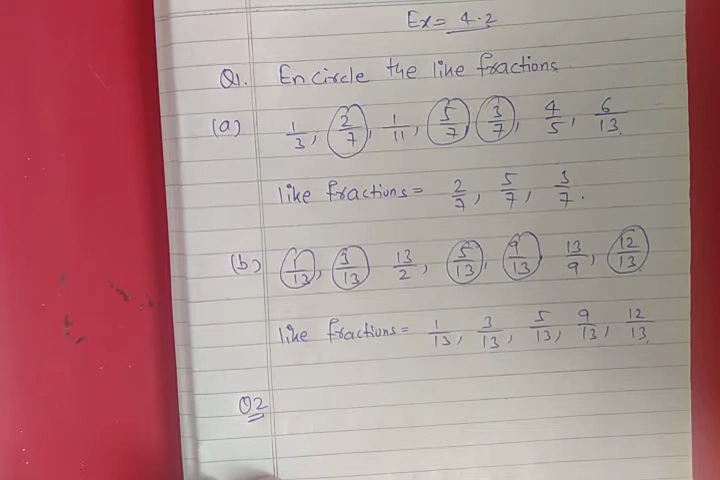 Ex = 4.2
Q1. Encircle the like fractions.
(a) 1/3, 2/7, 1/11, 5/7, 3/7, 4/5, 6/13.
like fractions = 2/7, 5/7, 3/7.
(b) 1/13, 3/13 13/2, 5/13, 9/13 13/9, 12/13
like fractions = 1/13, 3/13, 5/13, 9/13, 12/13.
Q2